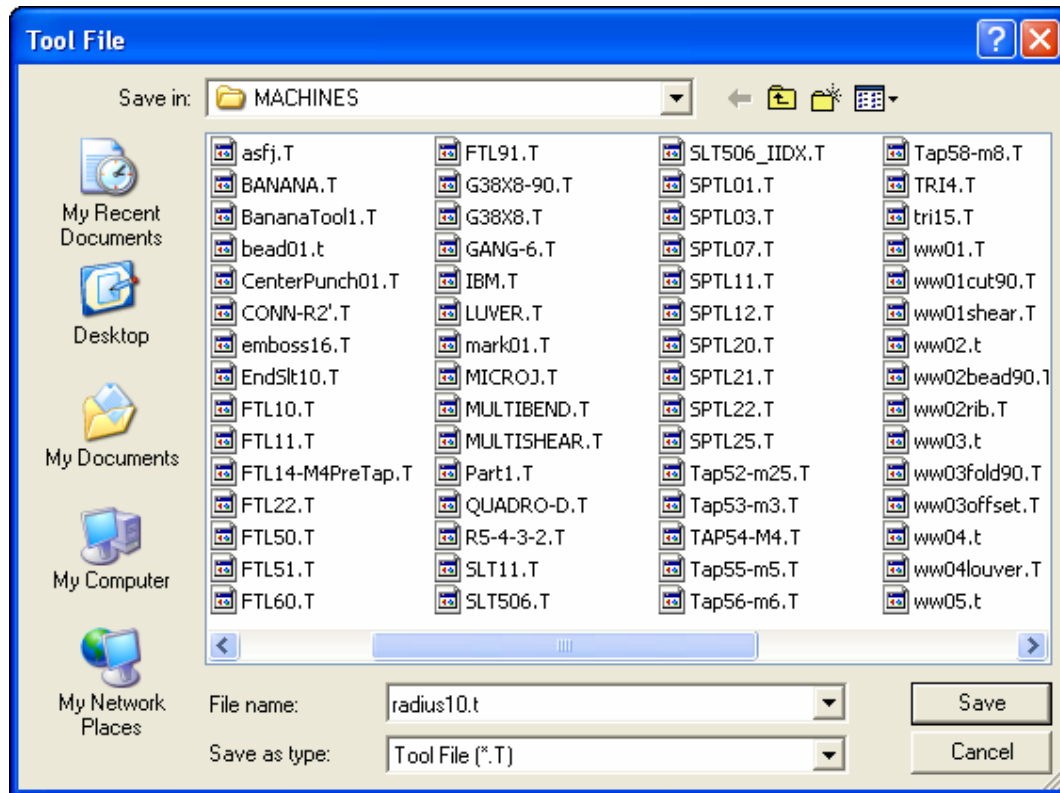 Tool File
Save in:
MACHINES
My Recent
Documents
Desktop
My Documents
My Computer
My Network
Places
asfj.T
BANANA.T
BananaTool1.T
bead01.t
CenterPunch01.T
CONN-R2'.T
emboss16.T
EndSlt10.T
FTL10.T
FTL11.T
FTL14-M4PreTap.T
FTL22.T
FTL50.T
FTL51.T
FTL60.T
FTL91.T
G38X8-90.T
G38X8.T
GANG-6.T
IBM.T
LUVER.T
mark01.T
MICROJ.T
MULTIBEND.T
MULTISHEAR.T
Part1.T
QUADRO-D.T
R5-4-3-2.T
SLT11.T
SLT506.T
SLT506_IIDX.T
SPTL01.T
SPTL03.T
SPTL07.T
SPTL11.T
SPTL12.T
SPTL20.T
SPTL21.T
SPTL22.T
SPTL25.T
Tap52-m25.T
Tap53-m3.T
TAP54-M4.T
Tap55-m5.T
Tap56-m6.T
Tap58-m8.T
TRI4.T
tri15.T
ww01.T
ww01cut90.T
ww01shear.T
ww02.t
ww02bead90.T
ww02rib.T
ww03.t
ww03fold90.T
ww03offset.T
ww04.t
ww04louver.T
ww05.t
File name:
radius10.t
Save
Save as type:
Tool File (*.T)
Cancel